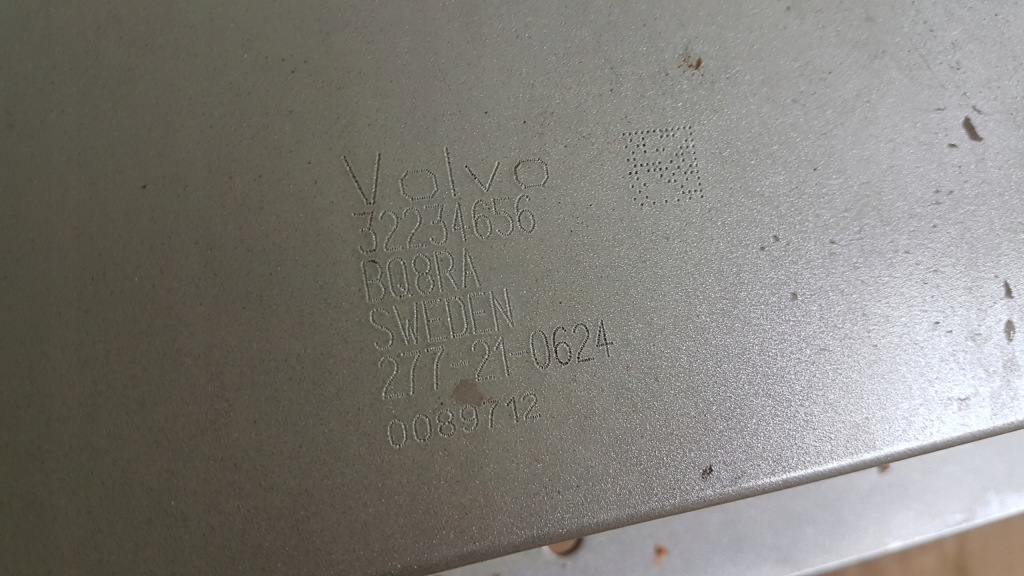 Volvo
32234656
BQ8RA
SWEDEN
277-21-0624
0089712